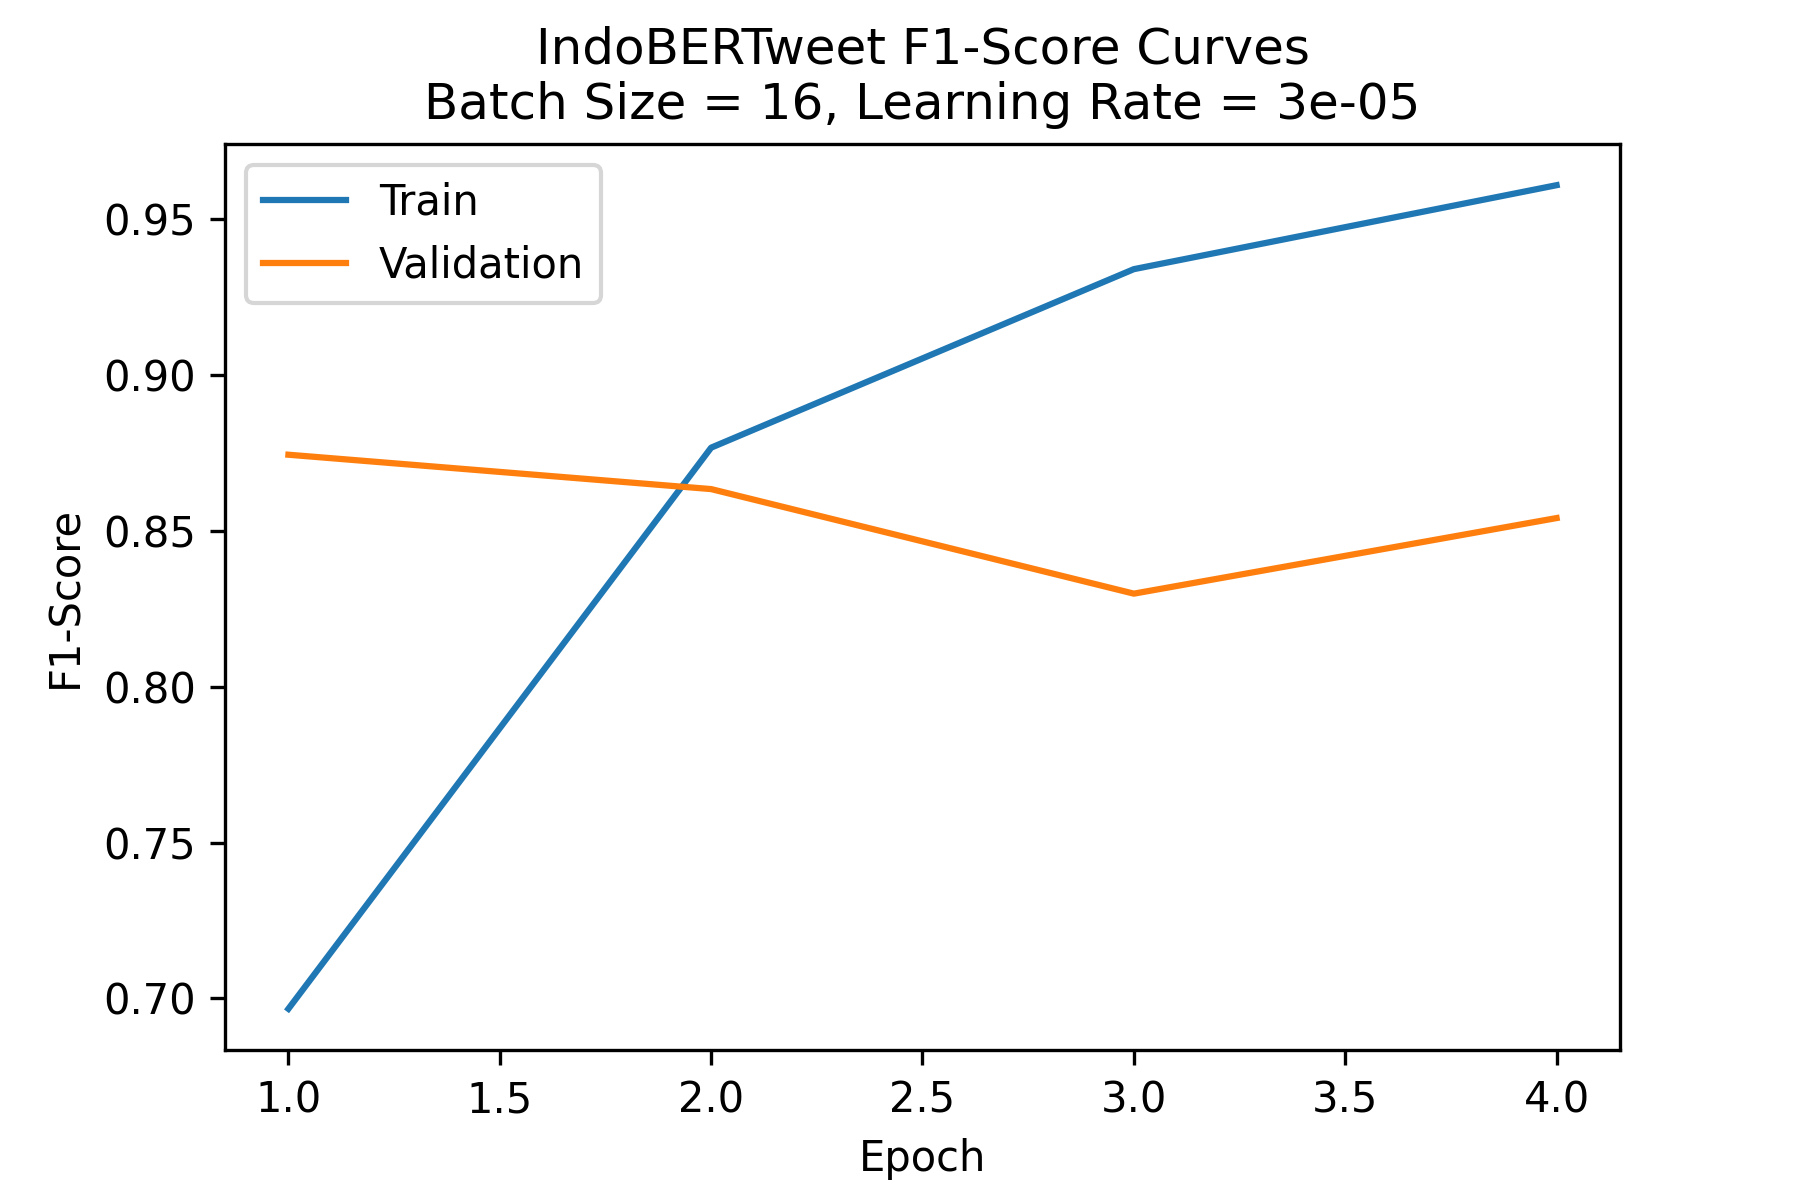 IndoBERTweet F1-Score Curves
Batch Size = 16, Learning Rate = 3e-05
Train
Validation
0.95
0.90
0.85
0.80
0.75
0.70
F1-Score
1.0 1.5 2.0 2.5 3.0 3.5 4.0
Epoch